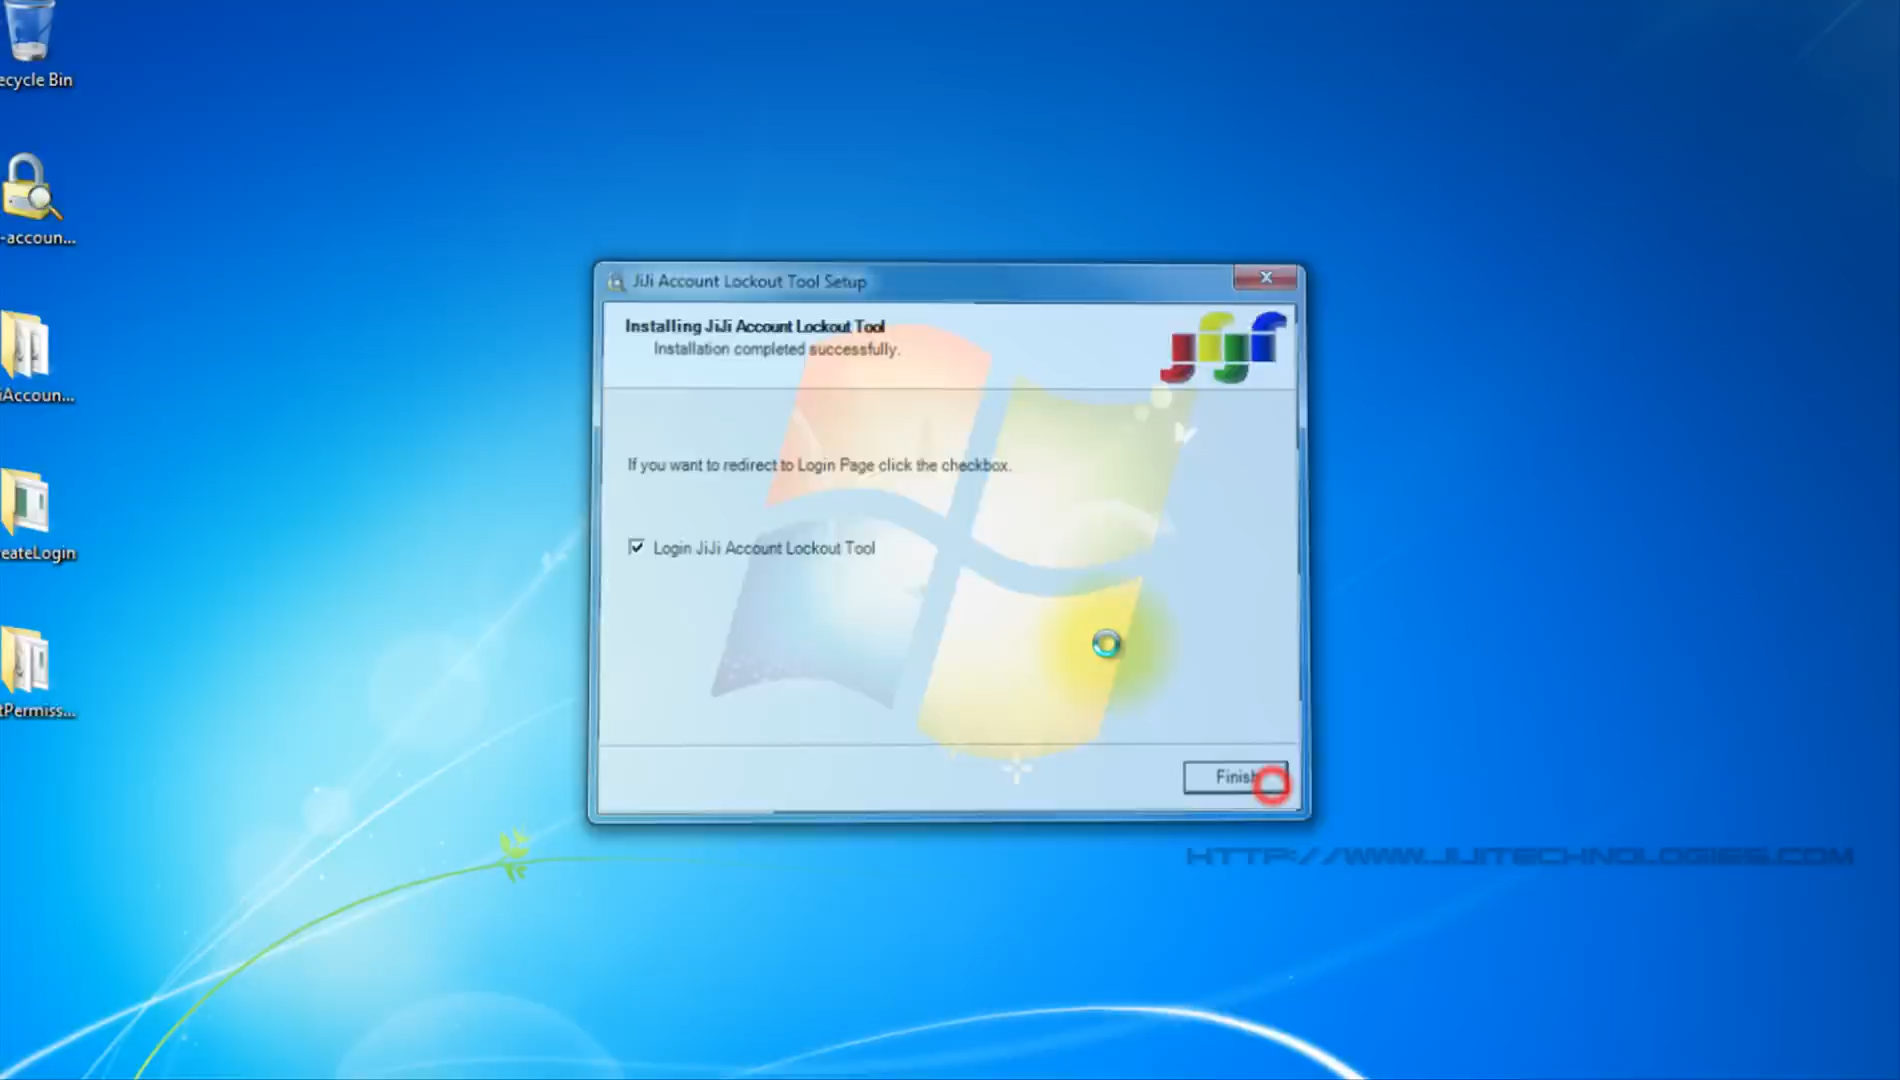 ecycle Bin
-accoun...
iAccoun...
eateLogin
tPermiss...
JiJi Account Lockout Tool Setup
Installing JiJi Account Lockout Tool
Installation completed successfully.
If you want to redirect to Login Page click the checkbox.
Login JiJi Account Lockout Tool
Finish
HTTP://WWW.JIJITECHNOLOGIES.COM